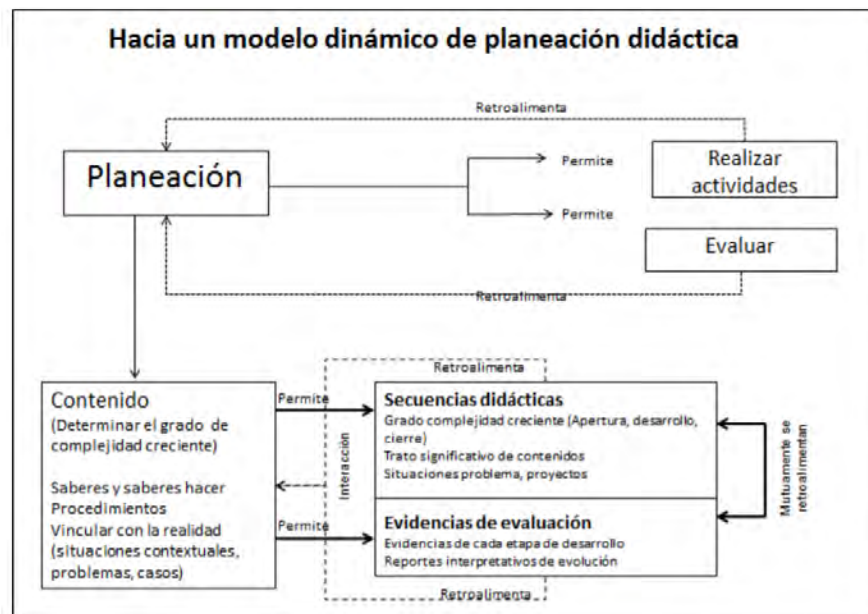 Hacia un modelo dinámico de planeación didáctica
Retroalimenta
Planeación
Permite
Realizar
actividades
Permite
Evaluar
Retroalimenta
Retroalimenta
Contenido
(Determinar el grado de
complejidad creciente)
Saberes y saberes hacer
Procedimientos
Vincular con la realidad
(situaciones contextuales,
problemas, casos)
Permite
Permite
Interacción
Secuencias didácticas
Grado complejidad creciente (Apertura, desarrollo,
cierre)
Trato significativo de contenidos
Situaciones problema, proyectos
Evidencias de evaluación
Evidencias de cada etapa de desarrollo
Reportes interpretativos de evolución
Mutuamente se
retroalimentan
Retroalimenta